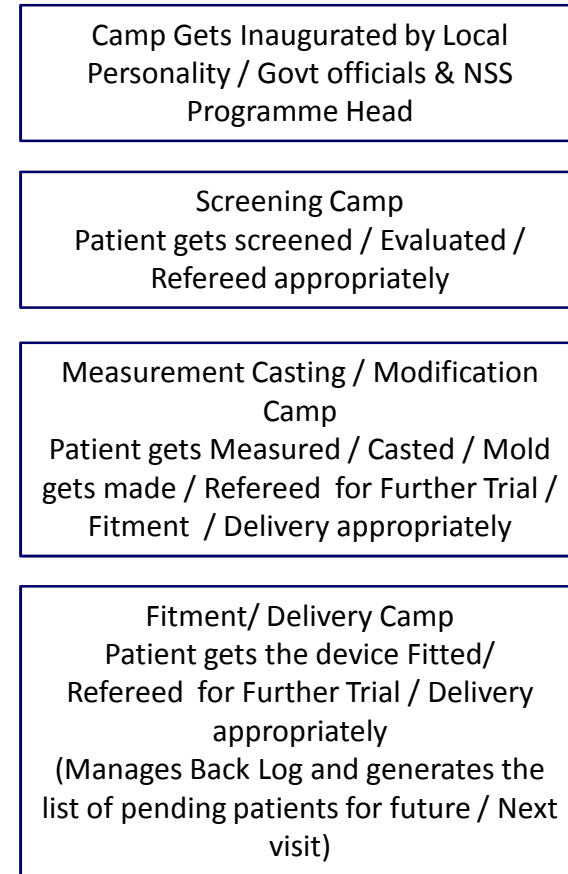 Camp Gets Inaugurated by Local
Personality / Govt officials & NSS
Programme Head
Screening Camp
Patient gets screened / Evaluated /
Refereed appropriately
Measurement Casting / Modification
Camp
Patient gets Measured / Casted / Mold
gets made / Refereed for Further Trial /
Fitment / Delivery appropriately
Fitment/ Delivery Camp
Patient gets the device Fitted/
Refereed for Further Trial / Delivery
appropriately
(Manages Back Log and generates the
list of pending patients for future / Next
visit)